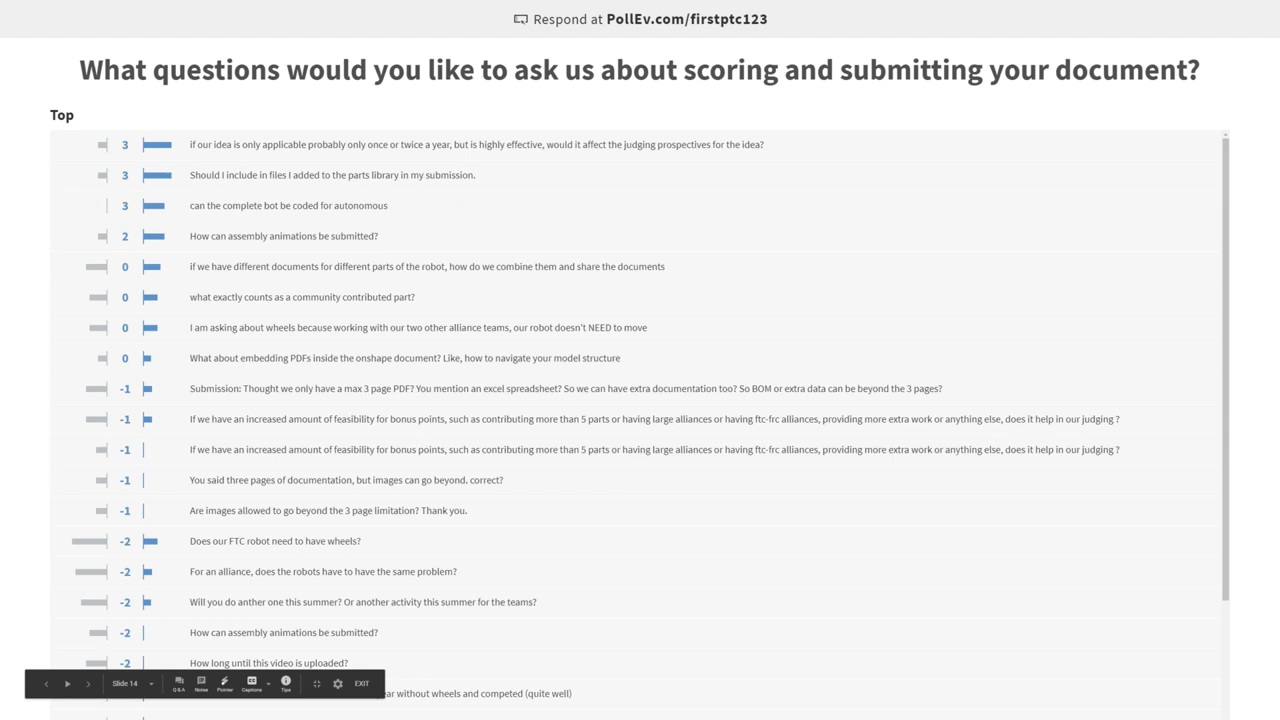 Respond at PollEv.com/firstptc123
What questions would you like to ask us about scoring and submitting your document?
Top
3 if our idea is only applicable probably only once or twice a year, but is highly effective, would it affect the judging prospectives for the idea?
3 Should I include in files I added to the parts library in my submission.
3 can the complete bot be coded for autonomous
2 How can assembly animations be submitted?
0 if we have different documents for different parts of the robot, how do we combine them and share the documents
0 what exactly counts as a community contributed part?
0 I am asking about wheels because working with our two other alliance teams, our robot doesn't NEED to move
0 What about embedding PDFs inside the onshape document? Like, how to navigate your model structure
-1 Submission: Thought we only have a max 3 page PDF? You mention an excel spreadsheet? So we can have extra documentation too? So BOM or extra data can be beyond the 3 pages?
-1 If we have an increased amount of feasibility for bonus points, such as contributing more than 5 parts or having large alliances or having ftc-frc alliances, providing more extra work or anything else, does it help in our judging ?
-1 If we have an increased amount of feasibility for bonus points, such as contributing more than 5 parts or having large alliances or having ftc-frc alliances, providing more extra work or anything else, does it help in our judging ?
-1 You said three pages of documentation, but images can go beyond. correct?
-1 Are images allowed to go beyond the 3 page limitation? Thank you.
-2 Does our FTC robot need to have wheels?
-2 For an alliance, does the robots have to have the same problem?
-2 Will you do anther one this summer? Or another activity this summer for the teams?
-2 How can assembly animations be submitted?
-2 How long until this video is uploaded?
Slide 14 Q&A Notes Pointer Captions Tips EXIT
without wheels and competed (quite well)